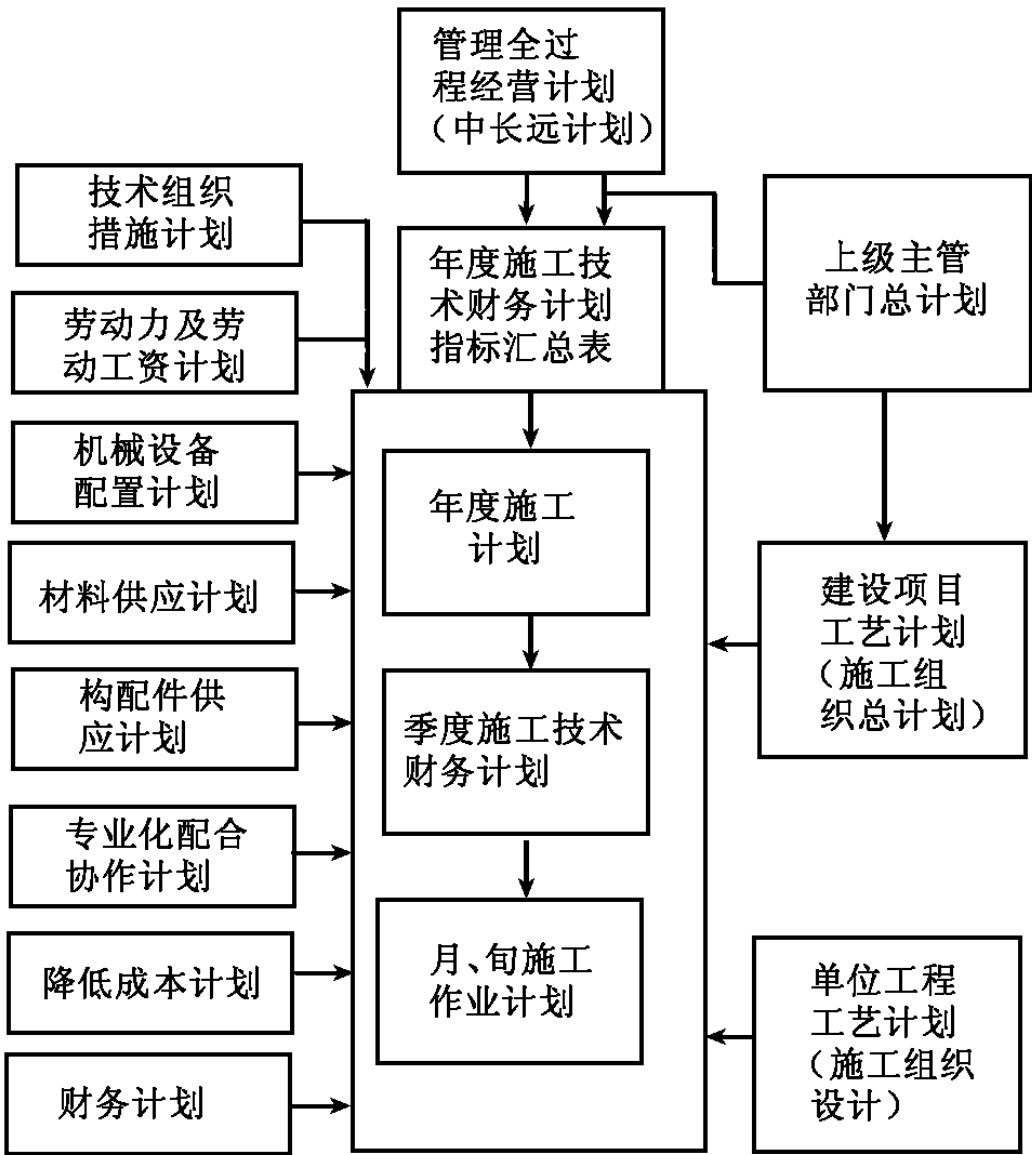 管理全过
程经营计划
（中长远计划）
技术组织
措施计划
年度施工技
术财务计划
指标汇总表
上级主管
部门总计划
劳动力及劳
动工资计划
机械设备
配置计划
年度施工
计划
材料供应计划
建设项目
工艺计划
（施工组
织总计划）
构配件供
应计划
季度施工技术
财务计划
专业化配合
协作计划
降低成本计划
月、旬施工
作业计划
单位工程
工艺计划
（施工组织
设计）
财务计划